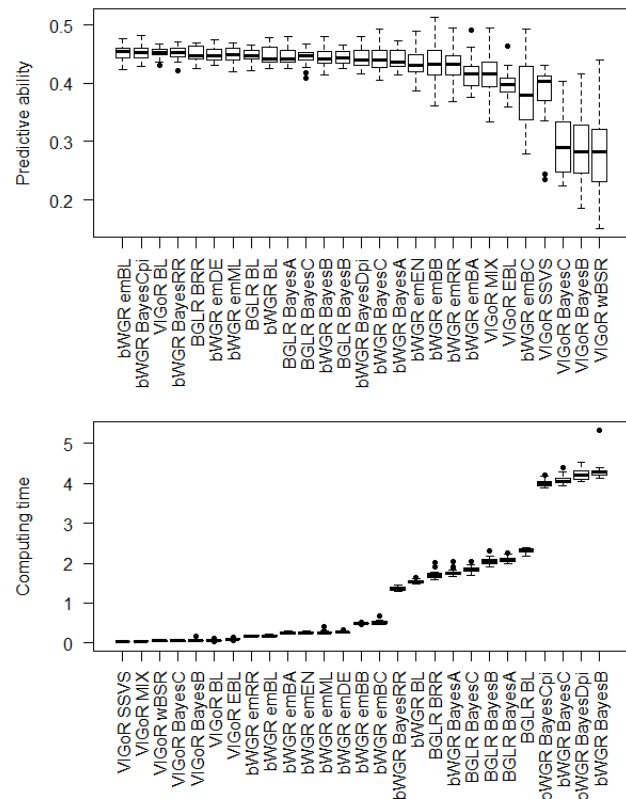 Predictive ability
0.5
0.4
0.3
0.2
bWGR emBL
bWGR BayesCpi
VIGoR BL
bWGR BayesRR
BGLR BRR
bWGR emDE
bWGR emML
BGLR BL
bWGR BL
BGLR BayesA
BGLR BayesC
bWGR BayesB
BGLR BayesB
bWGR BayesDpi
bWGR BayesC
bWGR BayesA
bWGR emEN
bWGR emBB
bWGR emRR
bWGR emBA
VIGoR MIX
VIGoR EBL
bWGR emBC
VIGoR SSVS
VIGoR BayesC
VIGoR BayesB
VIGoR wBSR
Computing time
5
4
3
2
1
0
VIGoR SSVS
VIGoR MIX
VIGoR wBSR
VIGoR BayesC
VIGoR BayesB
VIGoR BL
VIGoR EBL
bWGR emRR
bWGR emBL
bWGR emBA
bWGR emEN
bWGR emML
bWGR emDE
bWGR emBB
bWGR emBC
bWGR BayesRR
bWGR BL
BGLR BRR
bWGR BayesA
BGLR BayesC
BGLR BayesB
BGLR BayesA
BGLR BL
bWGR BayesCpi
bWGR BayesC
bWGR BayesDpi
bWGR BayesB